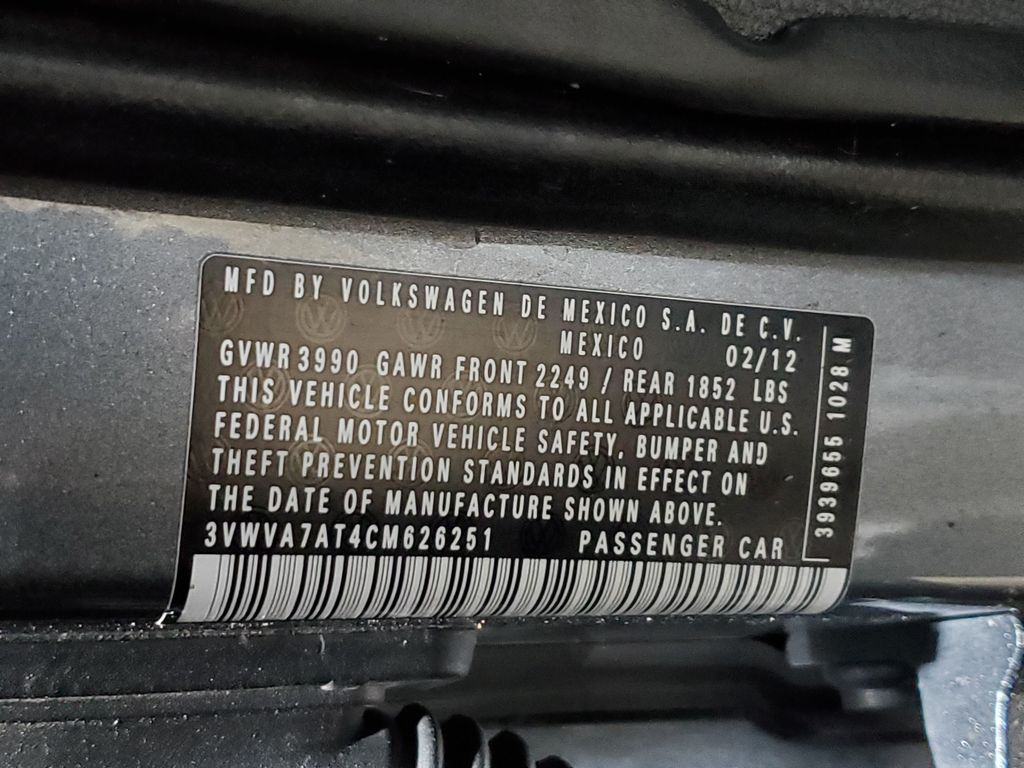 MFD BY VOLKSWAGEN DE MEXICO S.A. DE C.V.
MEXICO 02/12
GVWR 3990 GAWR FRONT 2249 / REAR 1852 LBS
THIS VEHICLE CONFORMS TO ALL APPLICABLE U.S.
FEDERAL MOTOR VEHICLE SAFETY, BUMPER AND
THEFT PREVENTION STANDARDS IN EFFECT ON
THE DATE OF MANUFACTURE SHOWN ABOVE.
3VWVA7AT4CM626251 PASSENGER CAR
3939655 1028 M